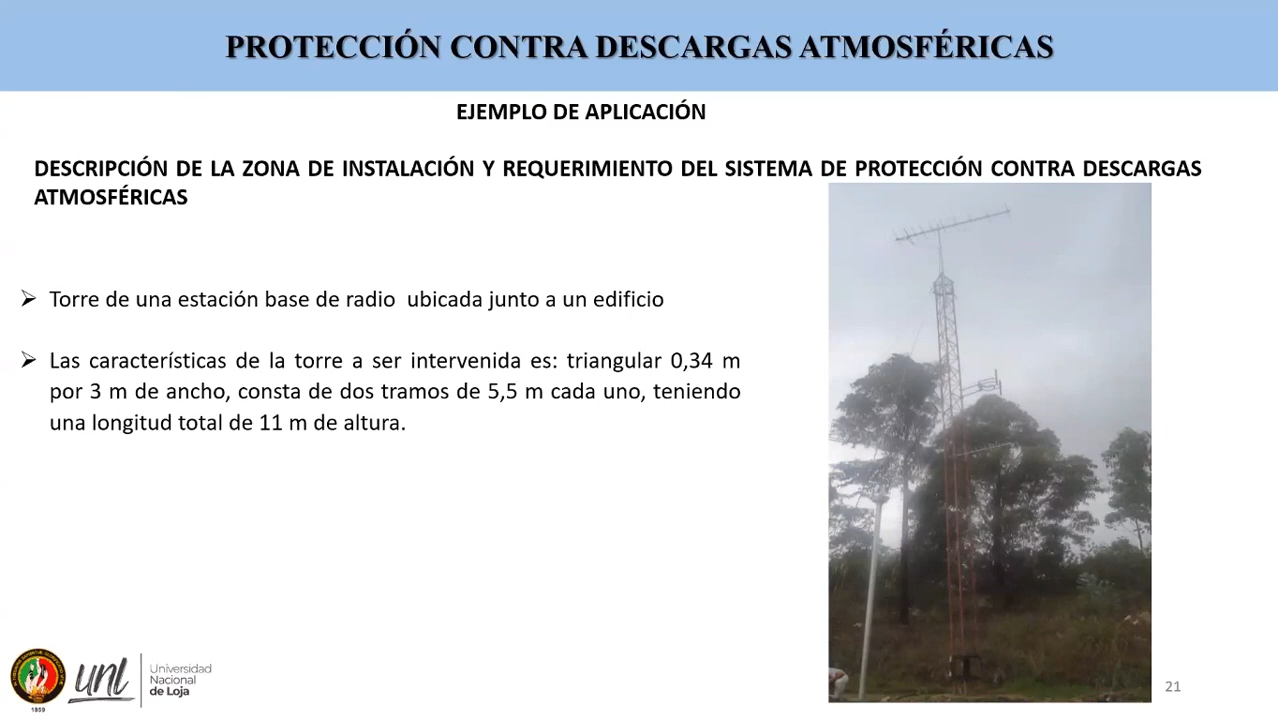 PROTECCIÓN CONTRA DESCARGAS ATMOSFÉRICAS
EJEMPLO DE APLICACIÓN
DESCRIPCIÓN DE LA ZONA DE INSTALACIÓN Y REQUERIMIENTO DEL SISTEMA DE PROTECCIÓN CONTRA DESCARGAS
ATMOSFÉRICAS
➢ Torre de una estación base de radio ubicada junto a un edificio
➢ Las características de la torre a ser intervenida es: triangular 0,34 m
por 3 m de ancho, consta de dos tramos de 5,5 m cada uno, teniendo
una longitud total de 11 m de altura.
1859
unl
Universidad
Nacional
de Loja
21